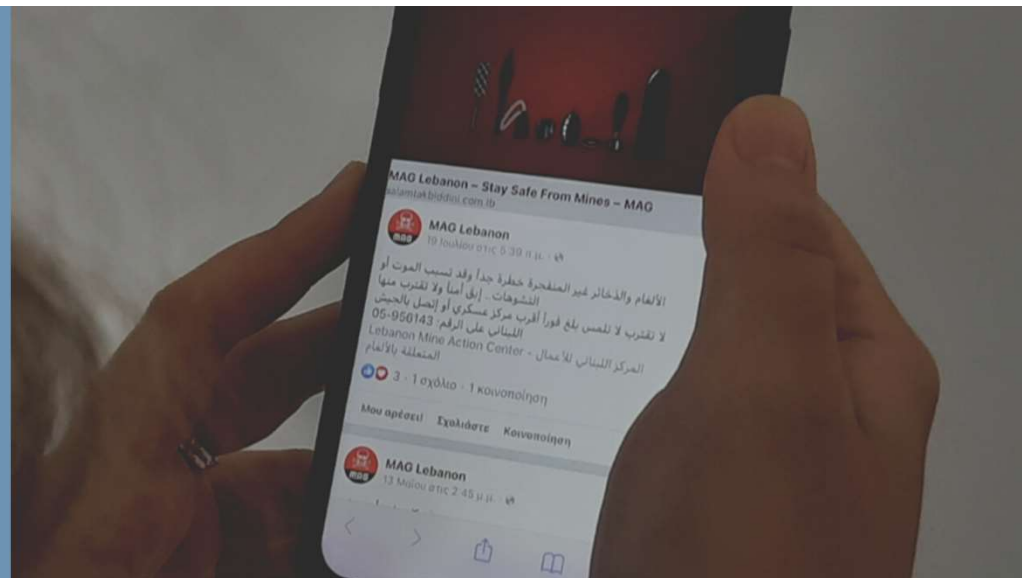 MAG Lebanon – Stay Safe From Mines – MAG
salamtakbiddini.com.lb
MAG
MAG Lebanon
19 Ιουλίου στις 5:39 π.μ. ·
الألغام والذخائر غير المنفجرة خطرة جداً وقد تسبب الموت أو
التشوهات.. إبق آمناً ولا تقترب منها
لا تقترب لا تلمس بلغ فوراً أقرب مركز عسكري أو إتصل بالجيش
اللبناني على الرقم: 05-956143
Lebanon Mine Action Center - المركز اللبناني للأعمال
المتعلقة بالألغام
3 · 1 σχόλιο · 1 κοινοποίηση
Μου αρέσει! Σχολιάστε Κοινοποίηση
MAG
MAG Lebanon
13 Μαΐου στις 2:45 μ.μ. ·